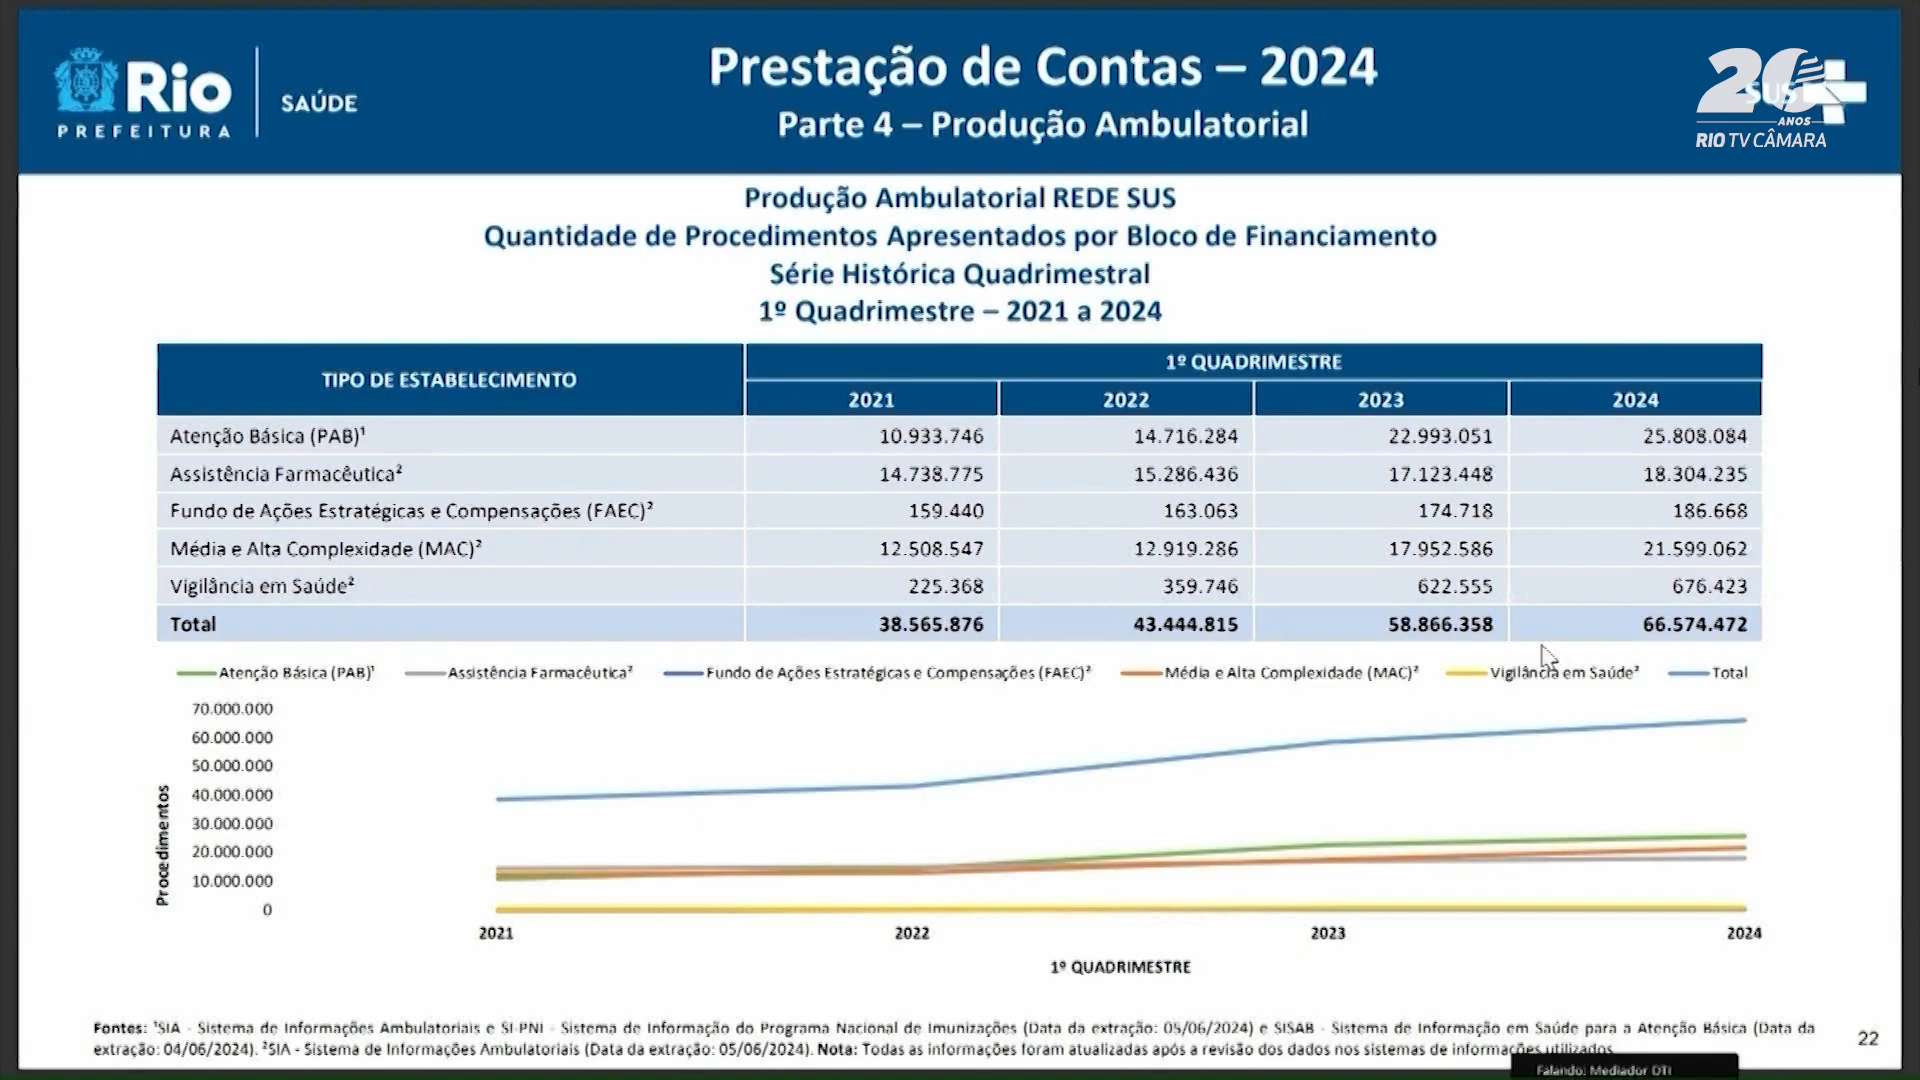 Rio
PREFEITURA
SAÚDE
Prestação de Contas – 2024
Parte 4 – Produção Ambulatorial
20
SUS
ANOS
RIO TV CÂMARA
Produção Ambulatorial REDE SUS
Quantidade de Procedimentos Apresentados por Bloco de Financiamento
Série Histórica Quadrimestral
1º Quadrimestre – 2021 a 2024
TIPO DE ESTABELECIMENTO 1º QUADRIMESTRE
2021 2022 2023 2024
Atenção Básica (PAB)¹ 10.933.746 14.716.284 22.993.051 25.808.084
Assistência Farmacêutica² 14.738.775 15.286.436 17.123.448 18.304.235
Fundo de Ações Estratégicas e Compensações (FAEC)² 159.440 163.063 174.718 186.668
Média e Alta Complexidade (MAC)² 12.508.547 12.919.286 17.952.586 21.599.062
Vigilância em Saúde² 225.368 359.746 622.555 676.423
Total 38.565.876 43.444.815 58.866.358 66.574.472
Atenção Básica (PAB)¹ Assistência Farmacêutica² Fundo de Ações Estratégicas e Compensações (FAEC)² Média e Alta Complexidade (MAC)² Vigilância em Saúde² Total
Procedimentos
70.000.000
60.000.000
50.000.000
40.000.000
30.000.000
20.000.000
10.000.000
0
2021 2022 2023 2024
1º QUADRIMESTRE
Fontes: ¹SIA - Sistema de Informações Ambulatoriais e SI-PNI - Sistema de Informação do Programa Nacional de Imunizações (Data da extração: 05/06/2024) e SISAB - Sistema de Informação em Saúde para a Atenção Básica (Data da
extração: 04/06/2024). ²SIA - Sistema de Informações Ambulatoriais (Data da extração: 05/06/2024). Nota: Todas as informações foram atualizadas após a revisão dos dados nos sistemas de informações utilizados.
22
Falando: Mediador DTI